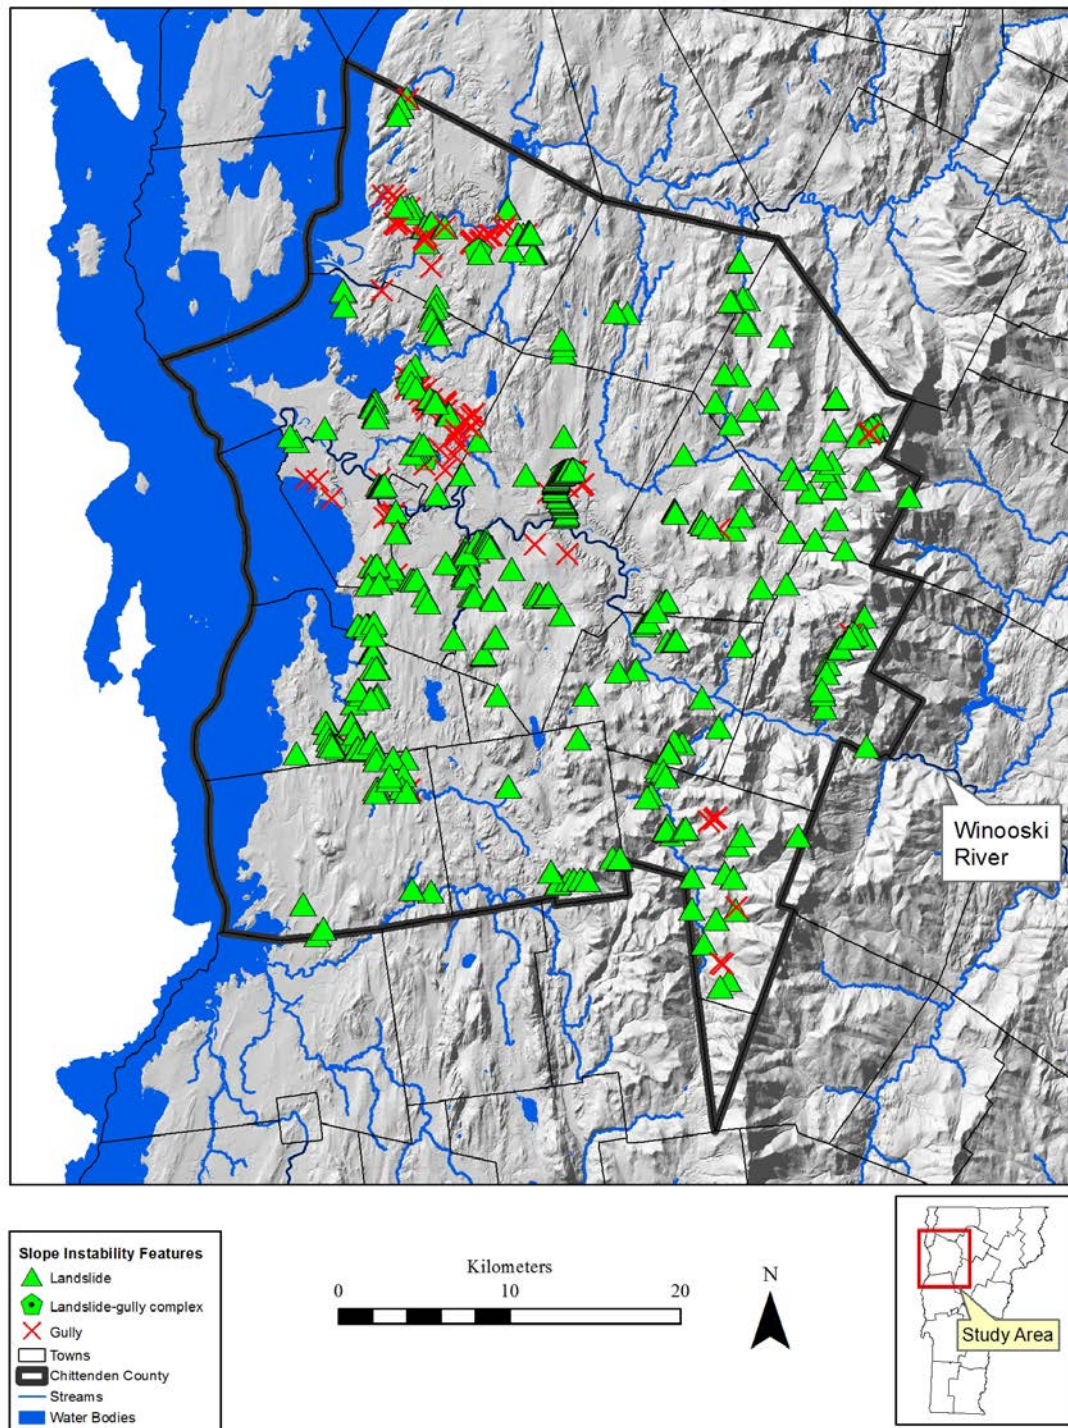 Winooski
River
Slope Instability Features
Landslide
Landslide-gully complex
Gully
Towns
Chittenden County
Streams
Water Bodies
Kilometers
0 10 20
N
Study Area